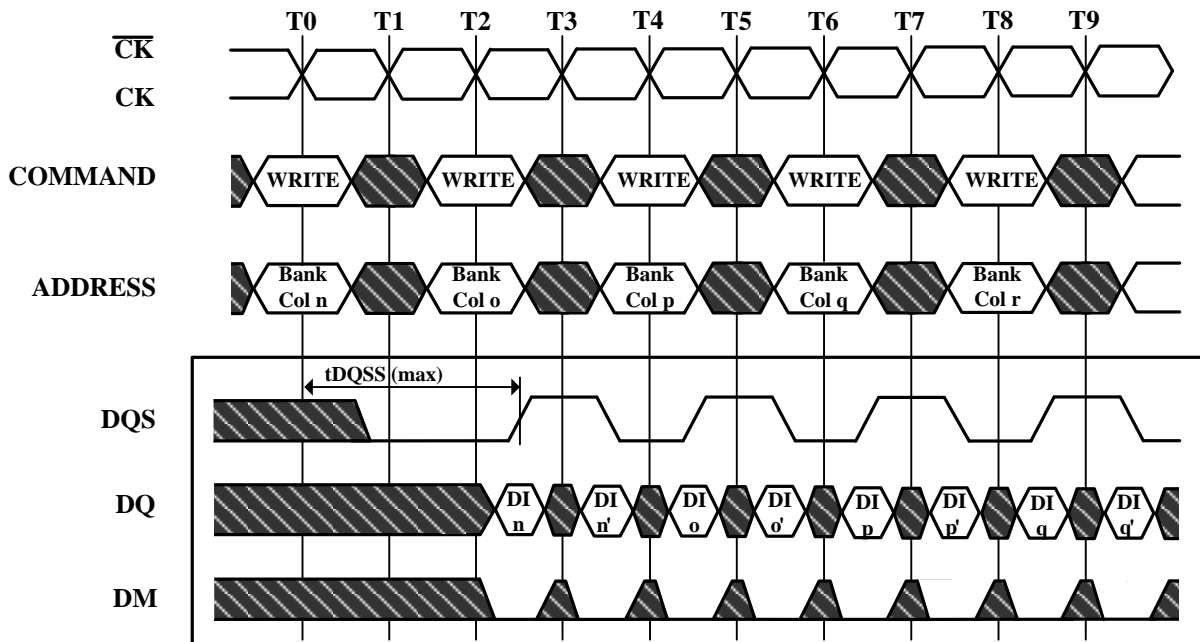 T0 T1 T2 T3 T4 T5 T6 T7 T8 T9
CK
CK
COMMAND WRITE WRITE WRITE WRITE WRITE
ADDRESS Bank Bank Bank Bank Bank
Col n Col o Col p Col q Col r
tDQSS (max)
DQS
DQ DI DI DI DI DI DI DI DI
n n' o o' p p' q q'
DM